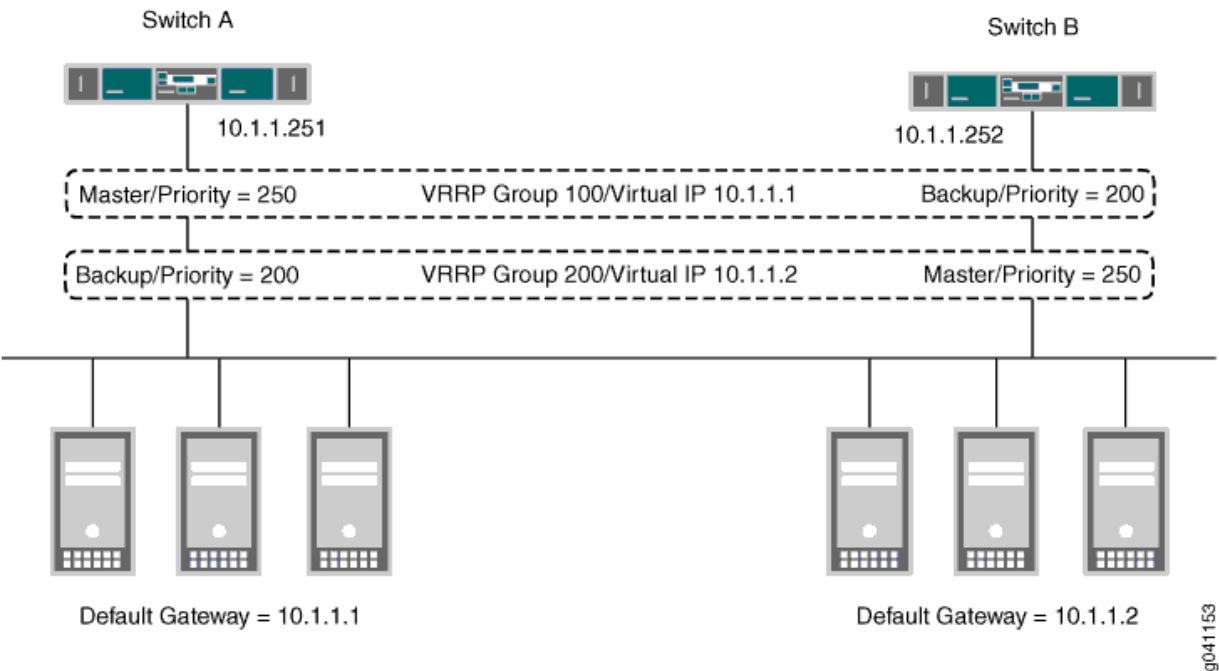 Switch A
Switch B
10.1.1.251
10.1.1.252
Master/Priority = 250 VRRP Group 100/Virtual IP 10.1.1.1 Backup/Priority = 200
Backup/Priority = 200 VRRP Group 200/Virtual IP 10.1.1.2 Master/Priority = 250
Default Gateway = 10.1.1.1
Default Gateway = 10.1.1.2
g041153